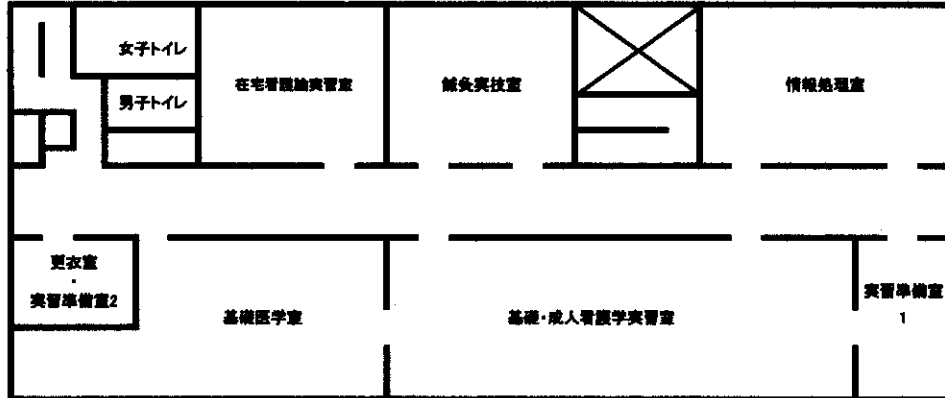 女子トイレ
男子トイレ
在宅看護論実習室
鍼灸実技室
情報処理室
更衣室
・
実習準備室2
基礎医学室
基礎・成人看護学実習室
実習準備室
1